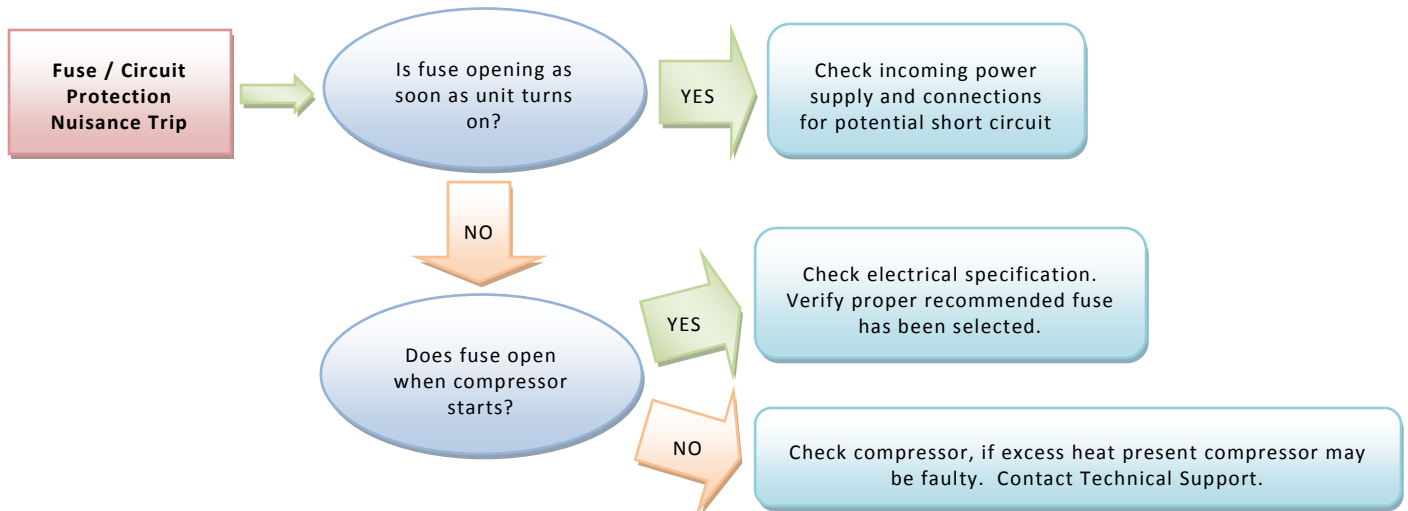 Fuse / Circuit
Protection
Nuisance Trip
Is fuse opening as
soon as unit turns
on?
YES
Check incoming power
supply and connections
for potential short circuit
NO
Does fuse open
when compressor
starts?
YES
Check electrical specification.
Verify proper recommended fuse
has been selected.
NO
Check compressor, if excess heat present compressor may
be faulty.  Contact Technical Support.